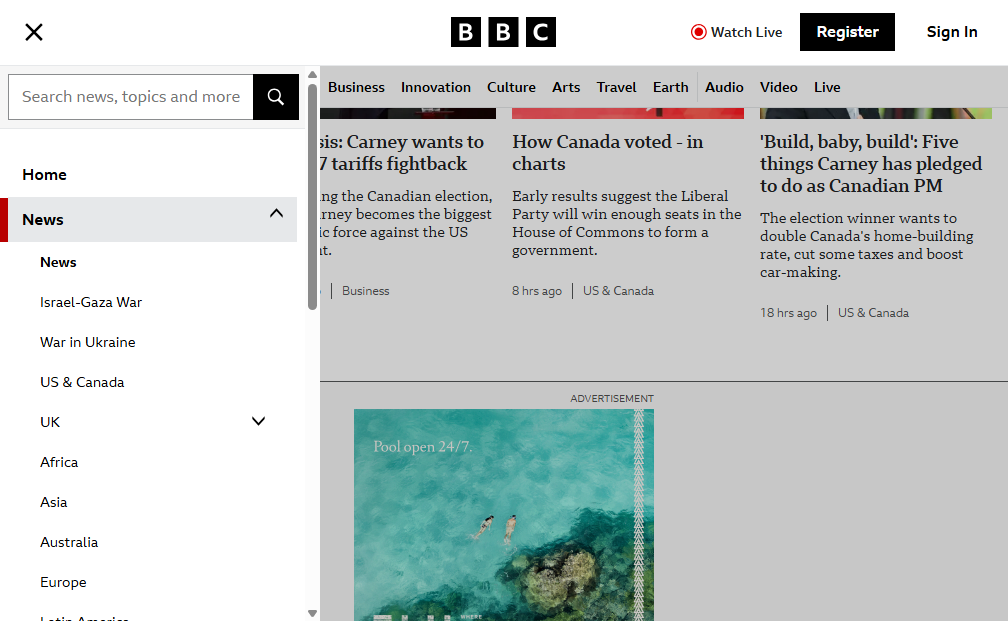 BBC
Watch Live
Register
Sign In
Search news, topics and more
Business
Innovation
Culture
Arts
Travel
Earth
Audio
Video
Live
Home
News
News
Israel-Gaza War
War in Ukraine
US & Canada
UK
Africa
Asia
Australia
Europe
Latin America
Carney wants to
tariffs fightback
the Canadian election,
becomes the biggest
force against the US
Business
How Canada voted - in
charts
Early results suggest the Liberal
Party will win enough seats in the
House of Commons to form a
government.
8 hrs ago
US & Canada
'Build, baby, build': Five
things Carney has pledged
to do as Canadian PM
The election winner wants to
double Canada's home-building
rate, cut some taxes and boost
car-making.
18 hrs ago
US & Canada
ADVERTISEMENT
Pool open 24/7.
WHERE